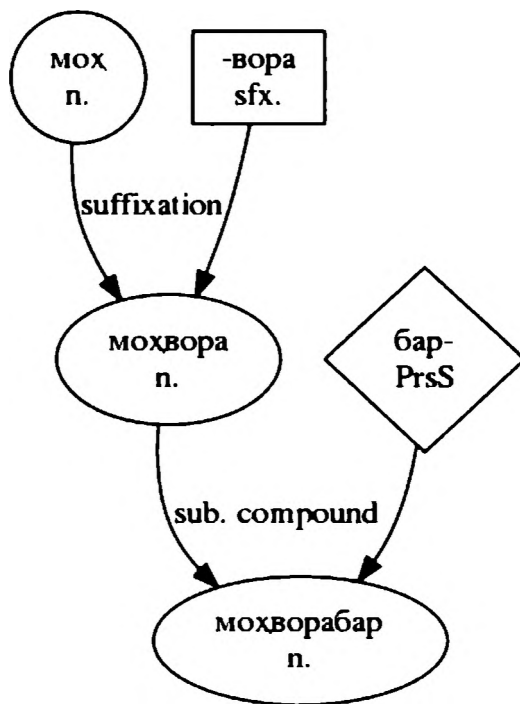 моҳ
n.
-вора
sfx.
suffixation
моҳвора
n.
бар-
PrsS
sub. compound
моҳворабар
n.